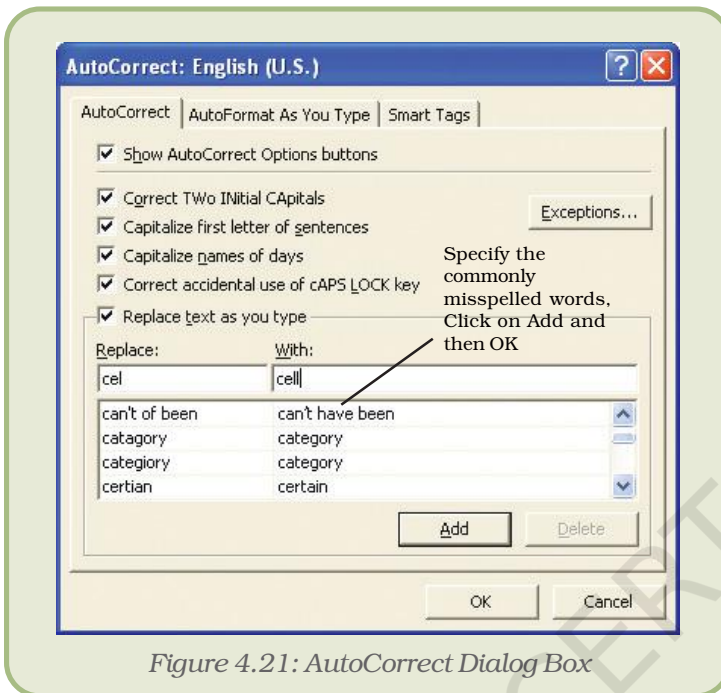 AutoCorrect: English (U.S.)
AutoCorrect
AutoFormat As You Type
Smart Tags
Show AutoCorrect Options buttons
Correct TWo INitial CApitals
Exceptions...
Capitalize first letter of sentences
Capitalize names of days
Correct accidental use of cAPS LOCK key
Specify the
commonly
misspelled words,
Click on Add and
then OK
Replace text as you type
Replace: With:
cel cell
can't of been can't have been
catagory category
categiory category
certian certain
Add Delete
OK Cancel
Figure 4.21: AutoCorrect Dialog Box
CERT